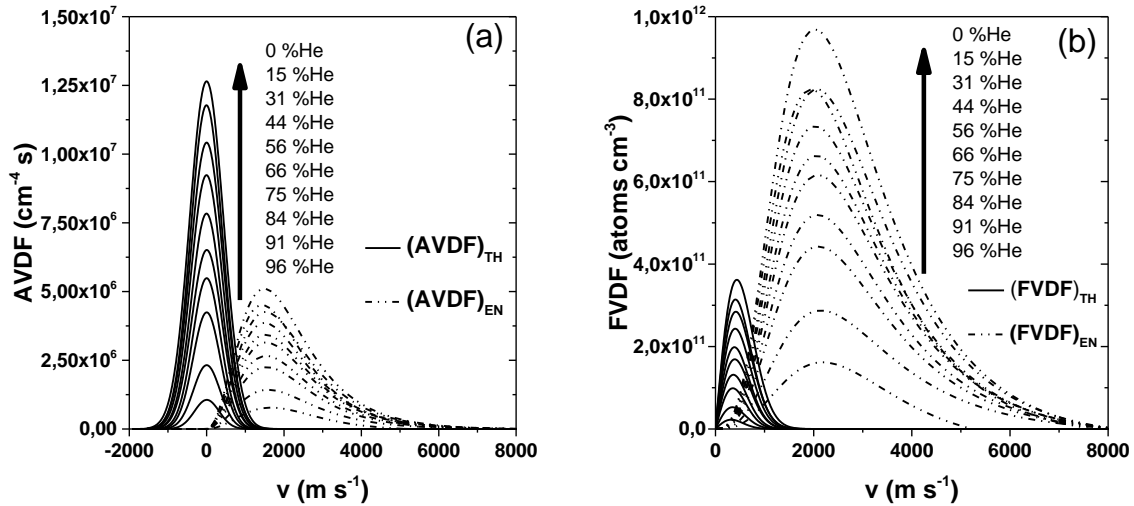 (a)
1,50x10⁷
1,25x10⁷
1,00x10⁷
7,50x10⁶
5,00x10⁶
2,50x10⁶
0,00
AVDF (cm⁻⁴ s)
0 %He
15 %He
31 %He
44 %He
56 %He
66 %He
75 %He
84 %He
91 %He
96 %He
(AVDF)TH
(AVDF)EN
-2000 0 2000 4000 6000 8000
v (m s⁻¹)
(b)
1,0x10¹²
8,0x10¹¹
6,0x10¹¹
4,0x10¹¹
2,0x10¹¹
0,0
FVDF (atoms cm⁻³)
0 %He
15 %He
31 %He
44 %He
56 %He
66 %He
75 %He
84 %He
91 %He
96 %He
(FVDF)TH
(FVDF)EN
0 2000 4000 6000 8000
v (m s⁻¹)